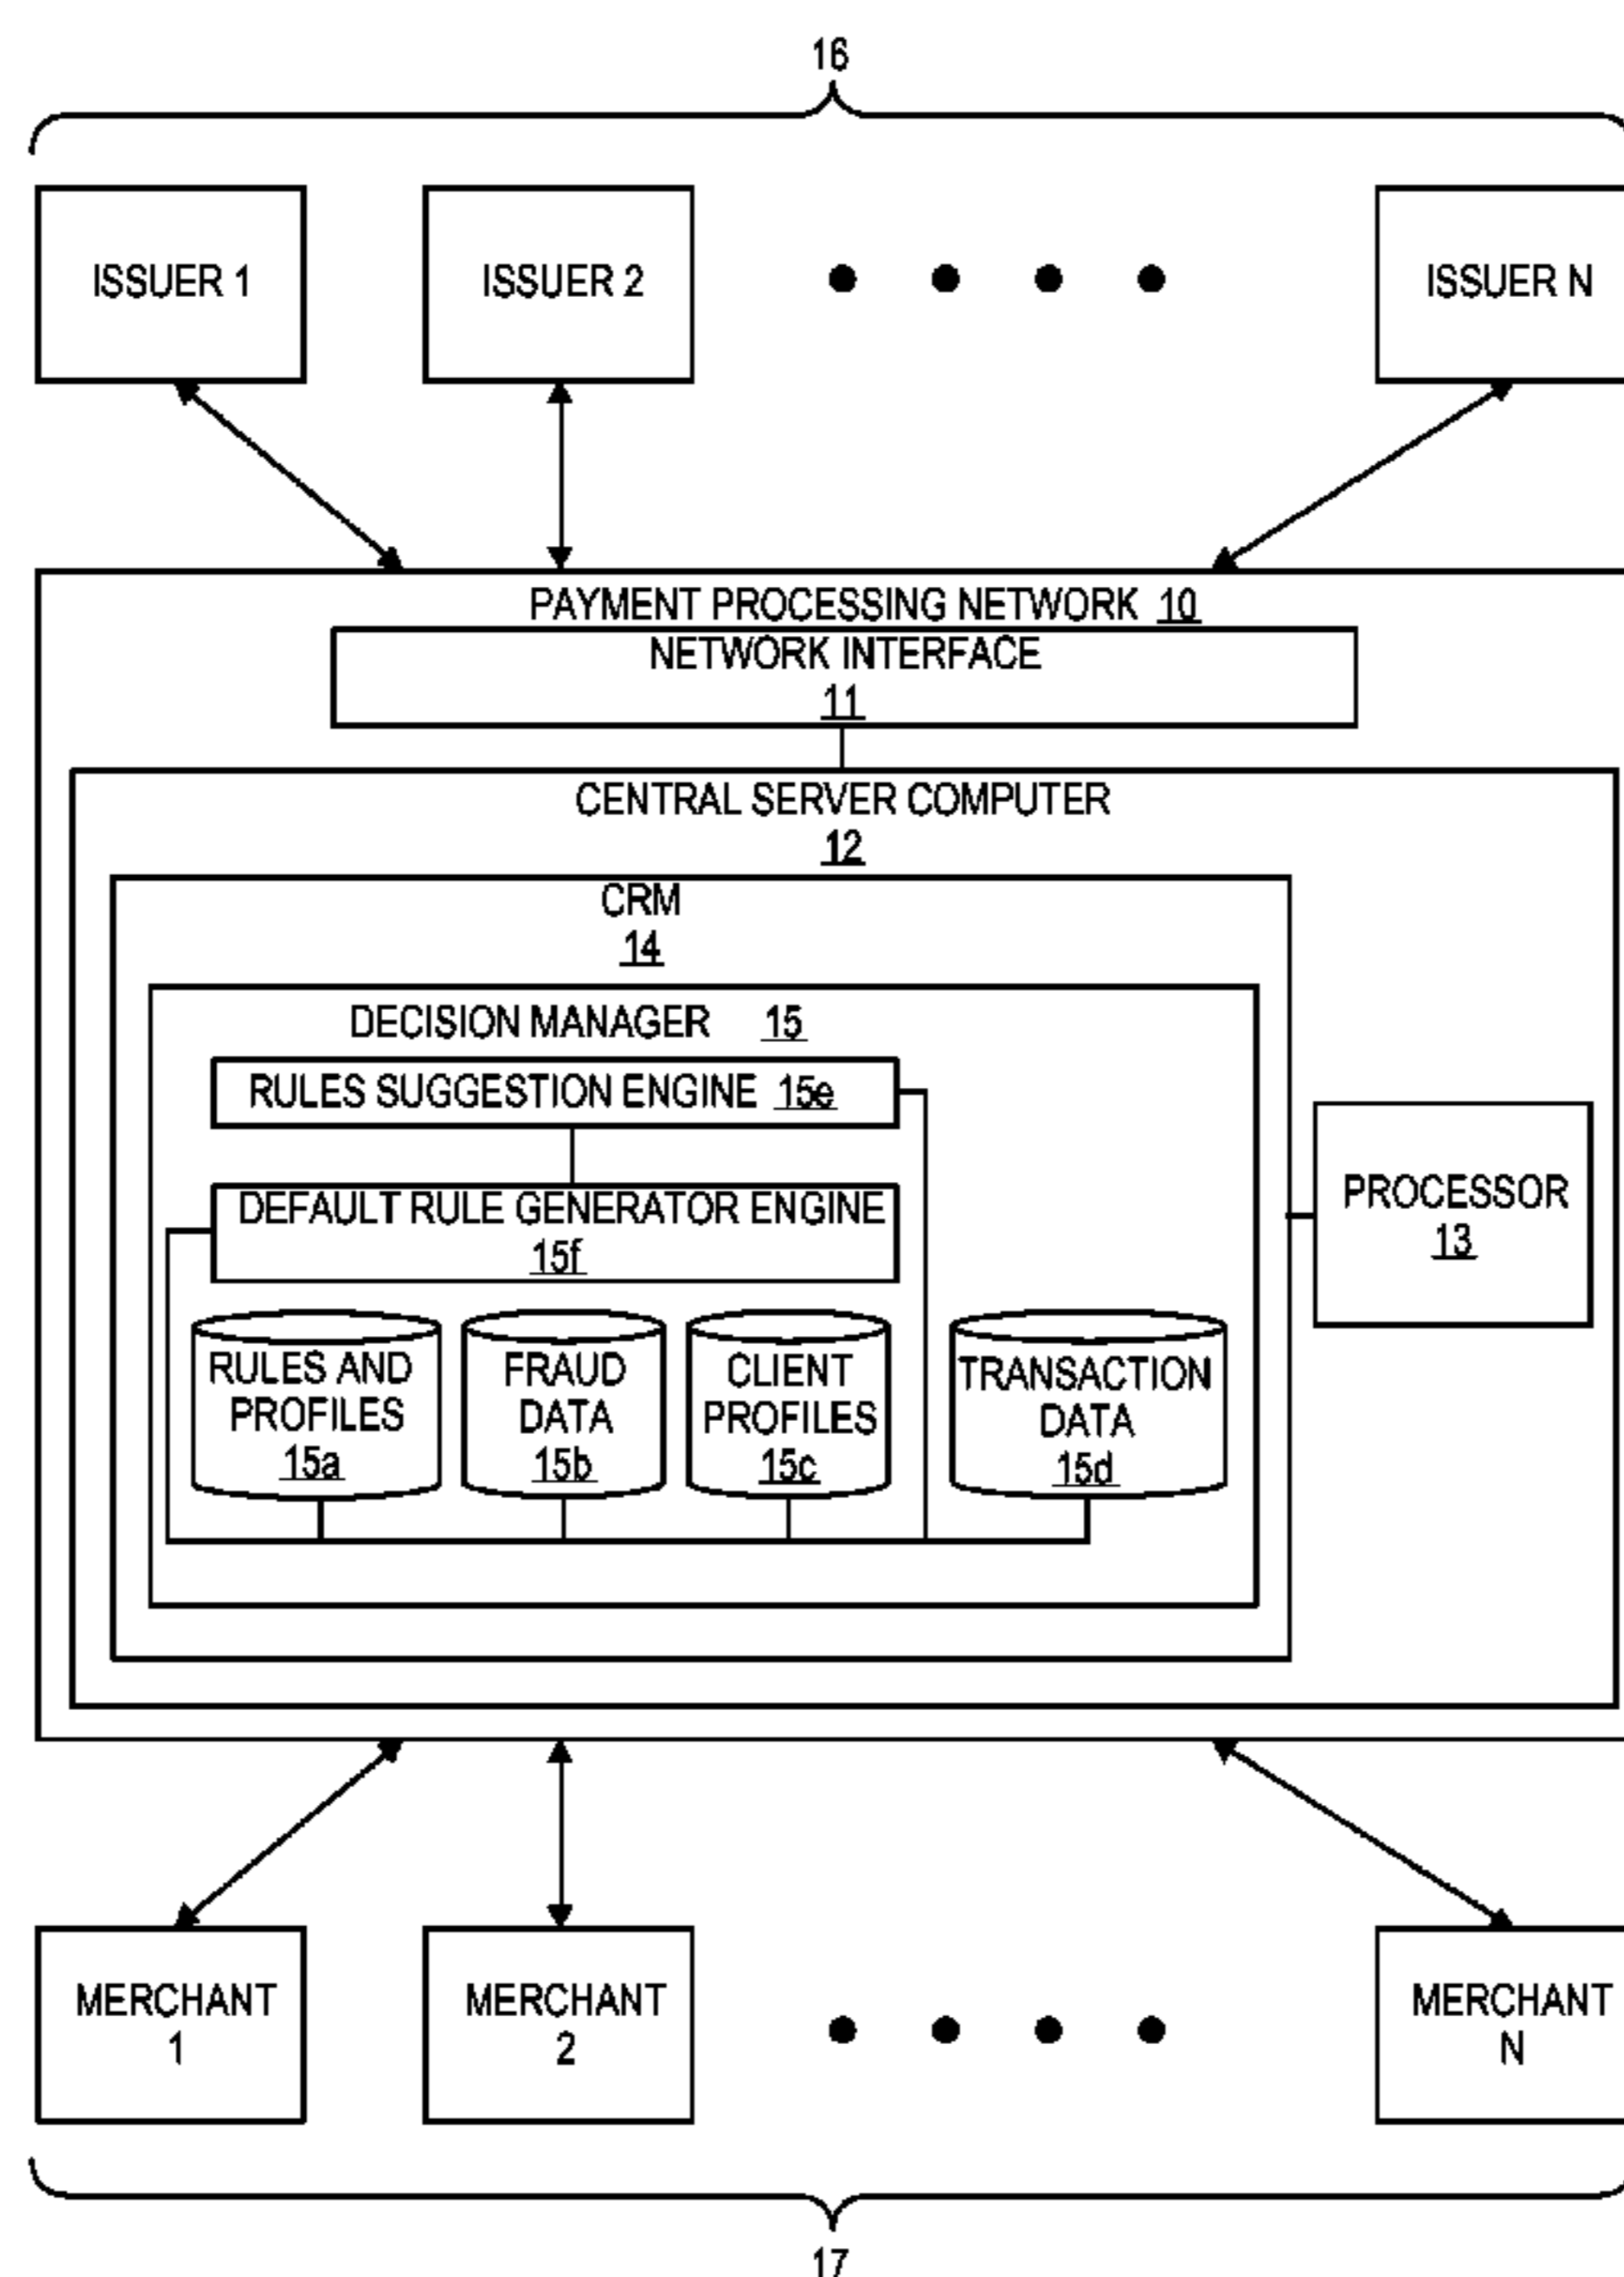 16
ISSUER 1
ISSUER 2
ISSUER N
PAYMENT PROCESSING NETWORK 10
NETWORK INTERFACE
11
CENTRAL SERVER COMPUTER
12
CRM
14
DECISION MANAGER 15
RULES SUGGESTION ENGINE 15e
DEFAULT RULE GENERATOR ENGINE
15f
PROCESSOR
13
RULES AND
PROFILES
15a
FRAUD
DATA
15b
CLIENT
PROFILES
15c
TRANSACTION
DATA
15d
MERCHANT
1
MERCHANT
2
MERCHANT
N
17